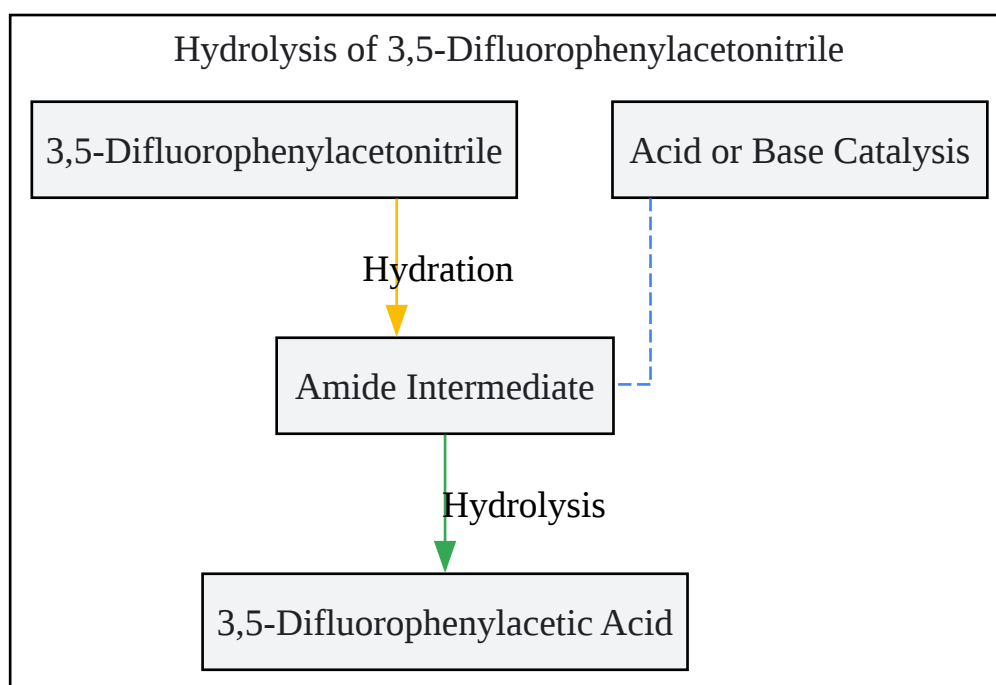 Hydrolysis of 3,5-Difluorophenylacetonitrile
3,5-Difluorophenylacetonitrile
Acid or Base Catalysis
Hydration
Amide Intermediate
Hydrolysis
3,5-Difluorophenylacetic Acid